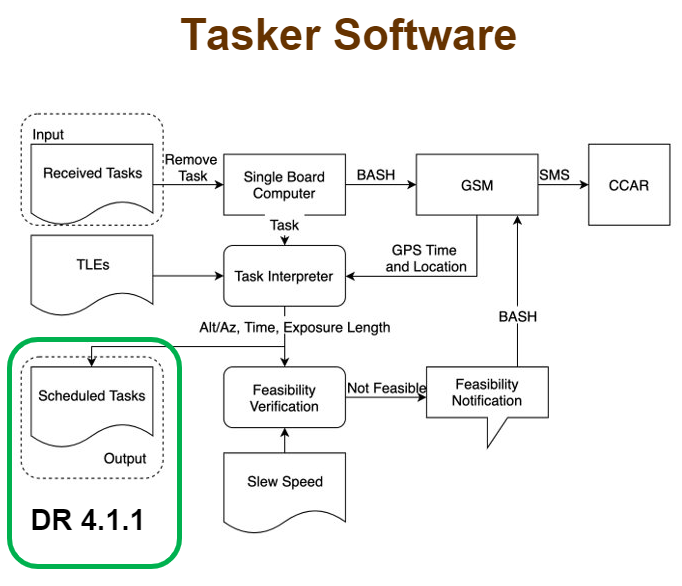 Tasker Software
Input
Received Tasks
Remove
Task
Single Board
Computer
BASH
GSM
SMS
CCAR
Task
TLEs
Task Interpreter
GPS Time
and Location
Alt/Az, Time, Exposure Length
BASH
Scheduled Tasks
Output
Feasibility
Verification
Not Feasible
Feasibility
Notification
Slew Speed
DR 4.1.1